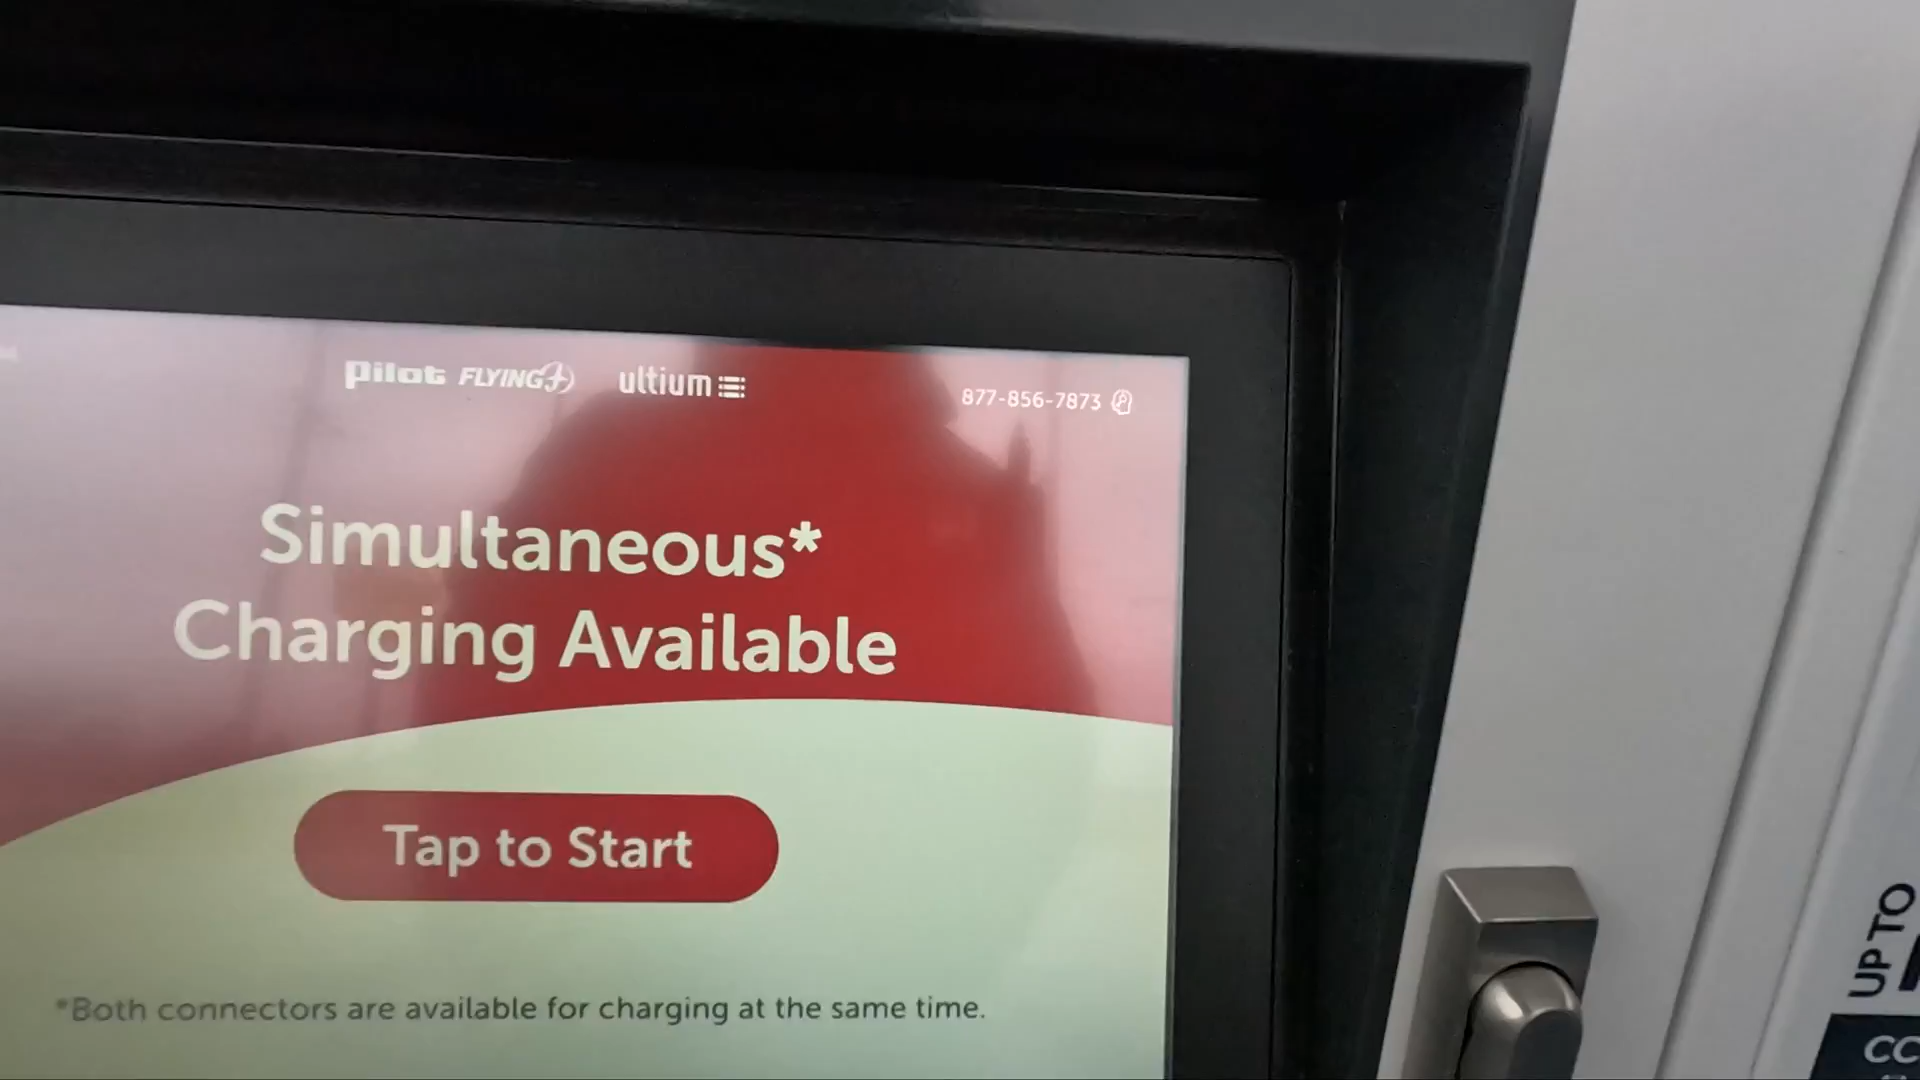 Pilot FLYING J ultium
877-856-7873
Simultaneous*
Charging Available
Tap to Start
*Both connectors are available for charging at the same time.
UP TO
CC